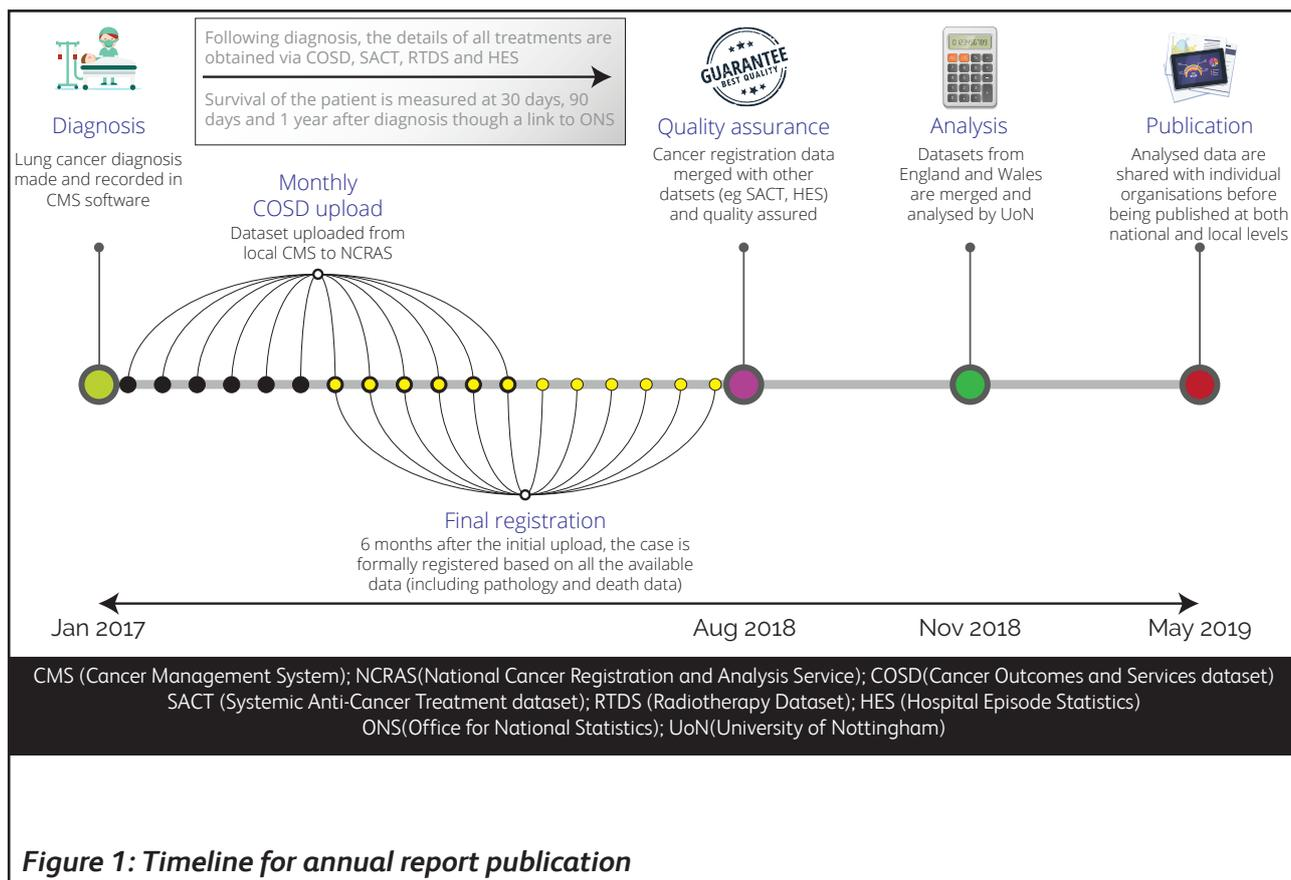 Following diagnosis, the details of all treatments are
obtained via COSD, SACT, RTDS and HES
Survival of the patient is measured at 30 days, 90
days and 1 year after diagnosis though a link to ONS
Diagnosis
Lung cancer diagnosis
made and recorded in
CMS software
Monthly
COSD upload
Dataset uploaded from
local CMS to NCRAS
GUARANTEE
BEST QUALITY
Quality assurance
Cancer registration data
merged with other
datsets (eg SACT, HES)
and quality assured
Analysis
Datasets from
England and Wales
are merged and
analysed by UoN
Publication
Analysed data are
shared with individual
organisations before
being published at both
national and local levels
Final registration
6 months after the initial upload, the case is
formally registered based on all the available
data (including pathology and death data)
Jan 2017
Aug 2018
Nov 2018
May 2019
CMS (Cancer Management System); NCRAS(National Cancer Registration and Analysis Service); COSD(Cancer Outcomes and Services dataset)
SACT (Systemic Anti-Cancer Treatment dataset); RTDS (Radiotherapy Dataset); HES (Hospital Episode Statistics)
ONS(Office for National Statistics); UoN(University of Nottingham)
Figure 1: Timeline for annual report publication